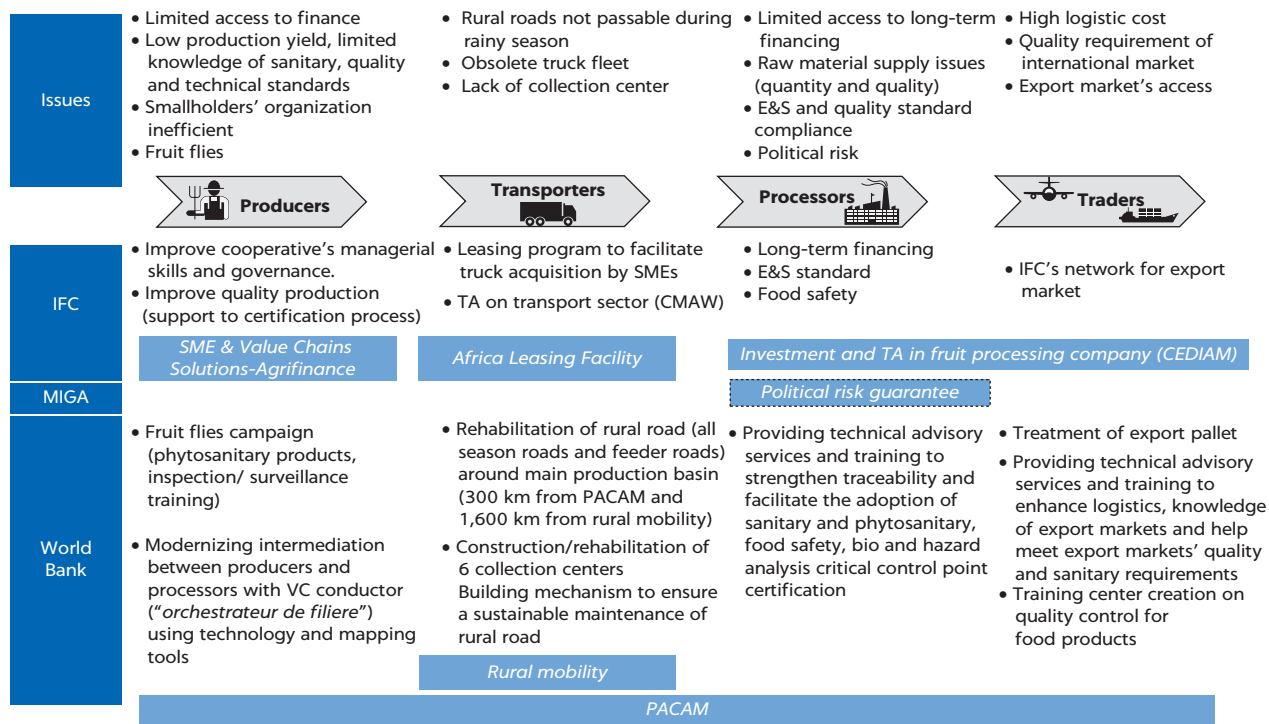 Issues
• Limited access to finance
• Low production yield, limited
knowledge of sanitary, quality
and technical standards
• Smallholders’ organization
inefficient
• Fruit flies
• Rural roads not passable during
rainy season
• Obsolete truck fleet
• Lack of collection center
• Limited access to long-term
financing
• Raw material supply issues
(quantity and quality)
• E&S and quality standard
compliance
• Political risk
• High logistic cost
• Quality requirement of
international market
• Export market’s access
Producers
Transporters
Processors
Traders
IFC
• Improve cooperative’s managerial
skills and governance.
• Improve quality production
(support to certification process)
• Leasing program to facilitate
truck acquisition by SMEs
• TA on transport sector (CMAW)
• Long-term financing
• E&S standard
• Food safety
• IFC’s network for export
market
SME & Value Chains
Solutions-Agrifinance
Africa Leasing Facility
Investment and TA in fruit processing company (CEDIAM)
MIGA
Political risk guarantee
World
Bank
• Fruit flies campaign
(phytosanitary products,
inspection/ surveillance
training)
• Modernizing intermediation
between producers and
processors with VC conductor
(“orchestrateur de filiere”)
using technology and mapping
tools
• Rehabilitation of rural road (all
season roads and feeder roads)
around main production basin
(300 km from PACAM and
1,600 km from rural mobility)
• Construction/rehabilitation of
6 collection centers
Building mechanism to ensure
a sustainable maintenance of
rural road
• Providing technical advisory
services and training to
strengthen traceability and
facilitate the adoption of
sanitary and phytosanitary,
food safety, bio and hazard
analysis critical control point
certification
• Treatment of export pallet
• Providing technical advisory
services and training to
enhance logistics, knowledge
of export markets and help
meet export markets’ quality
and sanitary requirements
• Training center creation on
quality control for
food products
Rural mobility
PACAM